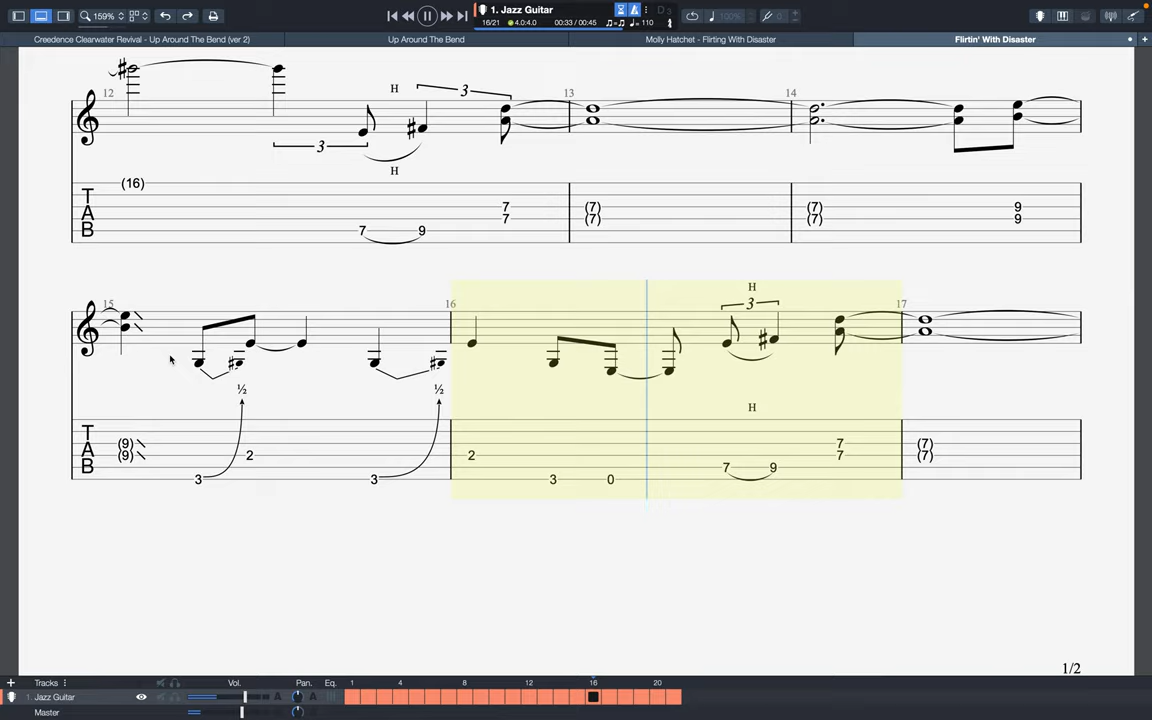 159%
1. Jazz Guitar
16/21 4.0:4.0 00:33 / 00:45 110
100%
0
Creedence Clearwater Revival - Up Around The Bend (ver 2)
Up Around The Bend
Molly Hatchet - Flirting With Disaster
Flirtin' With Disaster
12 H 3 13 14
3
H
(16)
T
A
B
7 9 7 7
(7) (7)
(7) (7)
9 9
15 16 H 3 17
½ ½ H
T
A
B
(9) (9) 3 2 3
2 3 0 7 9 7 7
(7) (7)
1/2
Tracks Vol. Pan. Eq. 1 4 8 12 16 20
1. Jazz Guitar A A
Master